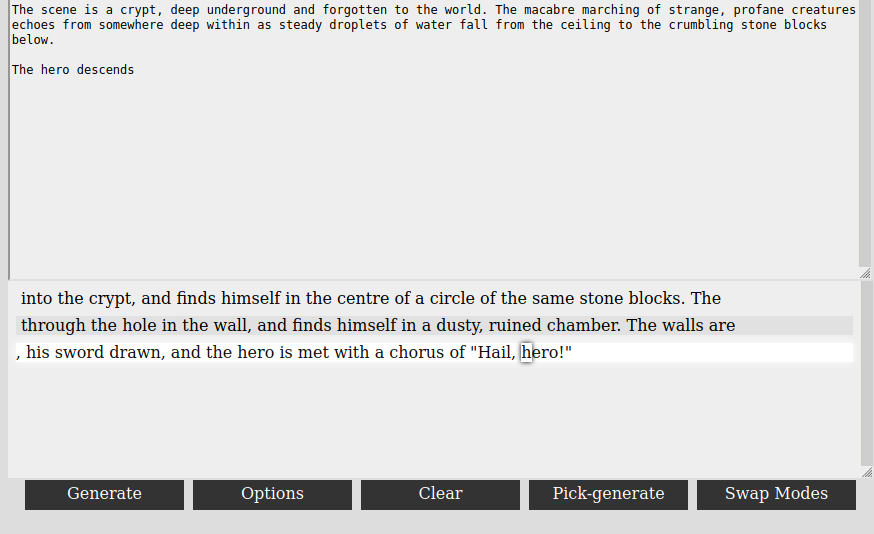 The scene is a crypt, deep underground and forgotten to the world. The macabre marching of strange, profane creatures
echoes from somewhere deep within as steady droplets of water fall from the ceiling to the crumbling stone blocks
below.
The hero descends
into the crypt, and finds himself in the centre of a circle of the same stone blocks. The
through the hole in the wall, and finds himself in a dusty, ruined chamber. The walls are
, his sword drawn, and the hero is met with a chorus of "Hail, hero!"
Generate Options Clear Pick-generate Swap Modes